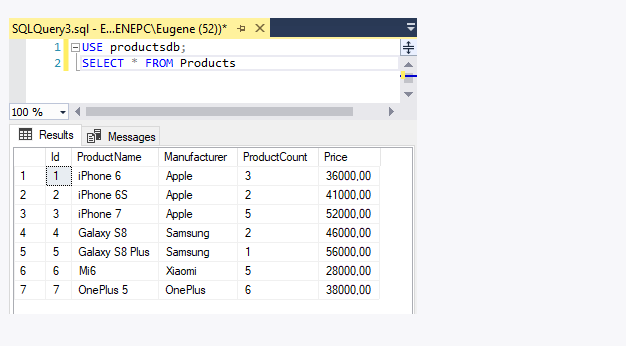 SQLQuery3.sql - E...ENEPC\Eugene (52))*
1 USE productsdb;
2 SELECT * FROM Products
100 %
Results Messages
Id ProductName Manufacturer ProductCount Price
1 1 iPhone 6 Apple 3 36000,00
2 2 iPhone 6S Apple 2 41000,00
3 3 iPhone 7 Apple 5 52000,00
4 4 Galaxy S8 Samsung 2 46000,00
5 5 Galaxy S8 Plus Samsung 1 56000,00
6 6 Mi6 Xiaomi 5 28000,00
7 7 OnePlus 5 OnePlus 6 38000,00